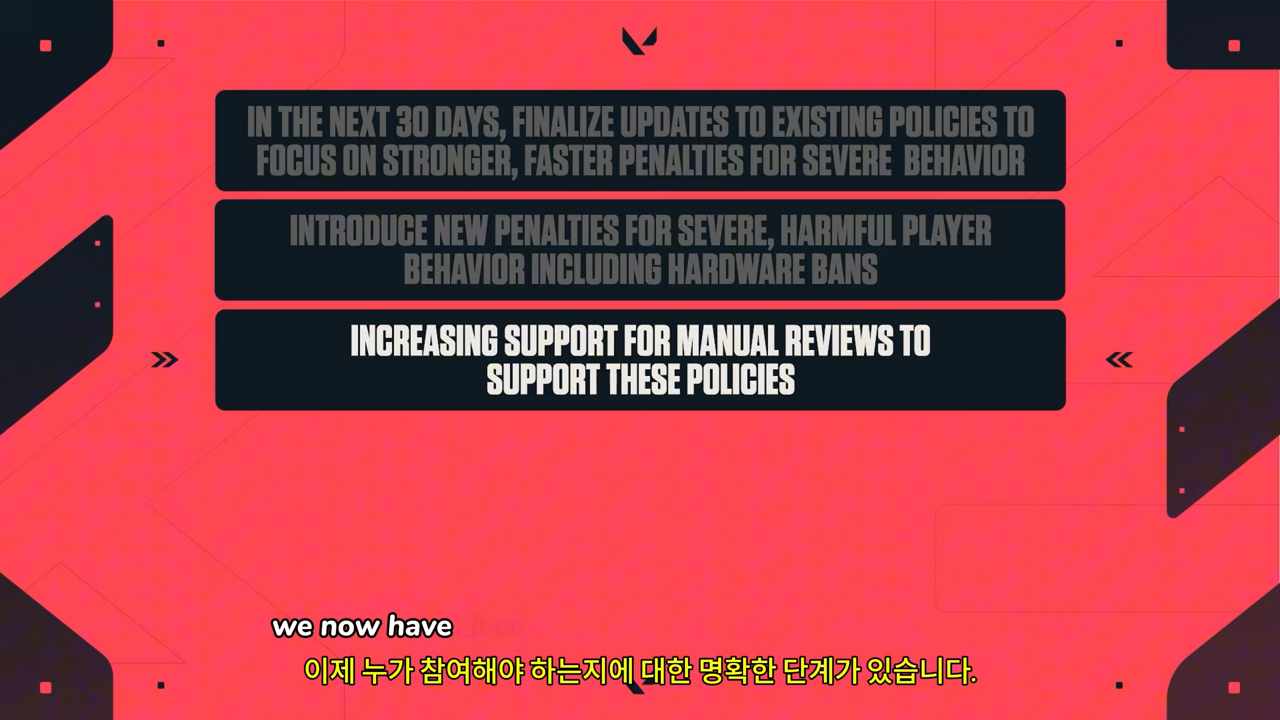 IN THE NEXT 30 DAYS, FINALIZE UPDATES TO EXISTING POLICIES TO
FOCUS ON STRONGER, FASTER PENALTIES FOR SEVERE BEHAVIOR
INTRODUCE NEW PENALTIES FOR SEVERE, HARMFUL PLAYER
BEHAVIOR INCLUDING HARDWARE BANS
INCREASING SUPPORT FOR MANUAL REVIEWS TO
SUPPORT THESE POLICIES
we now have
이제 누가 참여해야 하는지에 대한 명확한 단계가 있습니다.